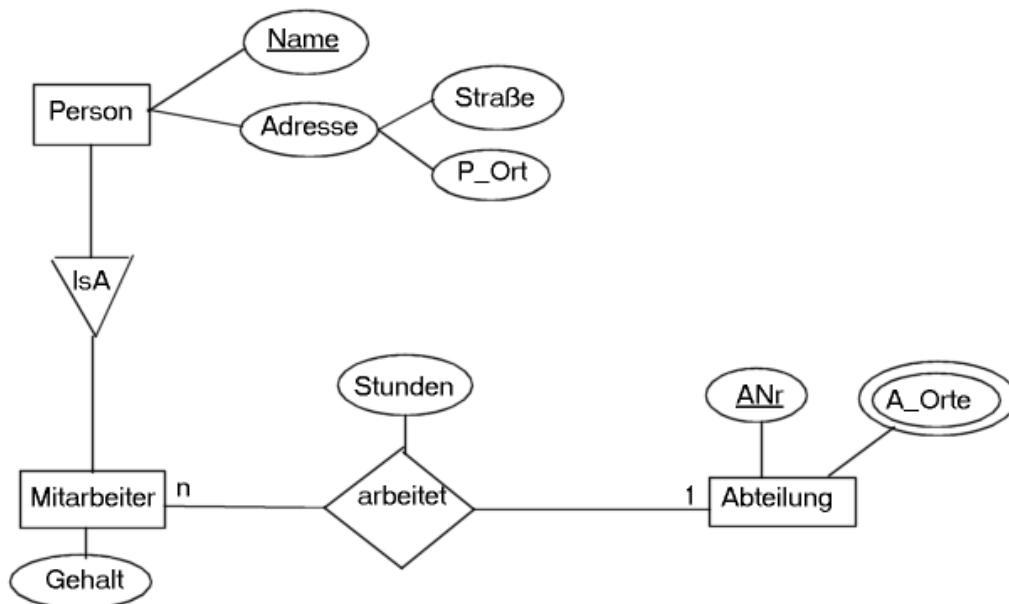 Name
Person
Adresse
Straße
P_Ort
IsA
Stunden
ANr
A_Orte
Mitarbeiter
n
arbeitet
1
Abteilung
Gehalt